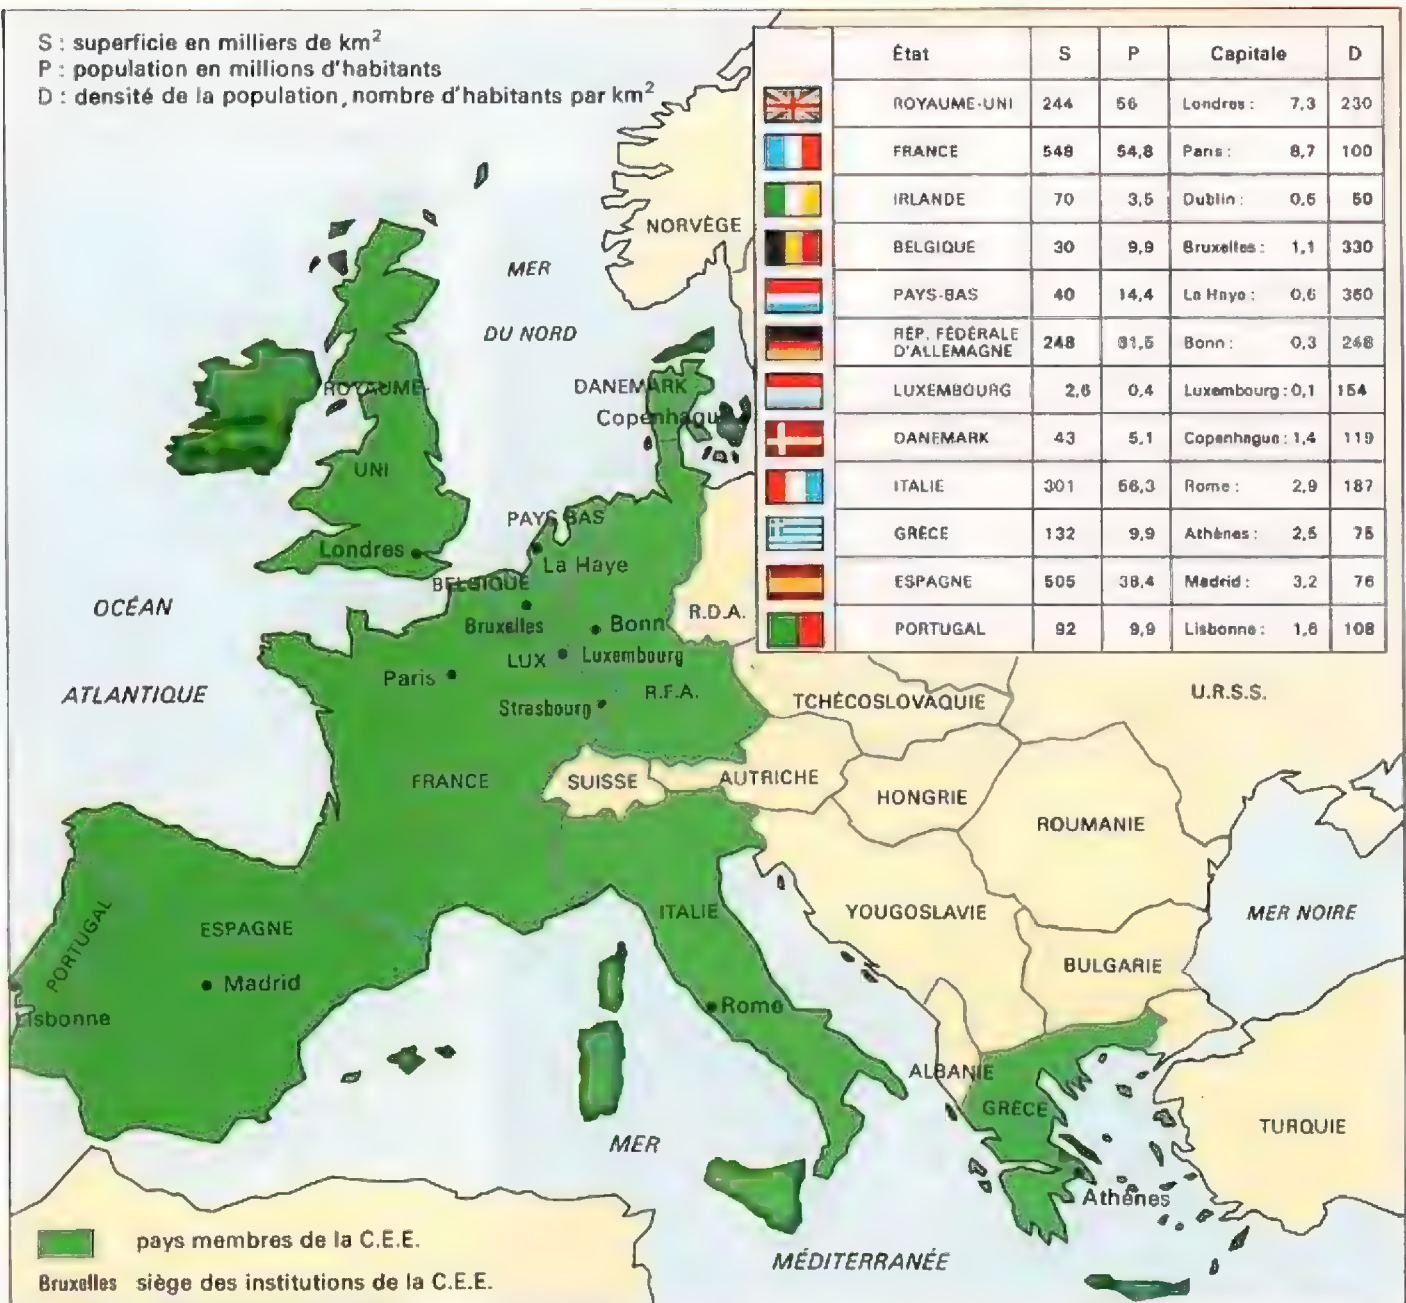 S : superficie en milliers de km²
P : population en millions d'habitants
D : densité de la population, nombre d'habitants par km²
État S P Capitale D
ROYAUME-UNI 244 56 Londres : 7,3 230
FRANCE 548 54,8 Paris : 8,7 100
IRLANDE 70 3,5 Dublin : 50
BELGIQUE 30 9,9 Bruxelles : 1,1 330
PAYS-BAS 40 14,4 La Haye : 0,6 360
RÉP. FÉDÉRALE
D'ALLEMAGNE 248 61,5 Bonn : 0,3 248
LUXEMBOURG 2,6 0,4 Luxembourg : 0,1 154
DANEMARK 43 5,1 Copenhague : 1,4 119
ITALIE 301 56,3 Rome : 2,9 187
GRÈCE 132 9,9 Athènes : 2,5 75
ESPAGNE 505 38,4 Madrid : 3,2 76
PORTUGAL 92 9,9 Lisbonne : 1,6 108
NORVÈGE
MER
DU NORD
DANEMARK
Copenhague
ROYAUME-
UNI
Londres
PAYS BAS
La Haye
BELGIQUE
Bruxelles
Bonn
R.D.A.
LUX
Luxembourg
Paris
R.F.A.
Strasbourg
OCÉAN
ATLANTIQUE
TCHÉCOSLOVAQUIE
U.R.S.S.
FRANCE
SUISSE
AUTRICHE
HONGRIE
ROUMANIE
ITALIE
YOUGOSLAVIE
MER NOIRE
PORTUGAL
ESPAGNE
Madrid
Lisbonne
BULGARIE
Rome
ALBANIE
GRÈCE
TURQUIE
MER
Athènes
MÉDITERRANÉE
pays membres de la C.E.E.
Bruxelles siège des institutions de la C.E.E.